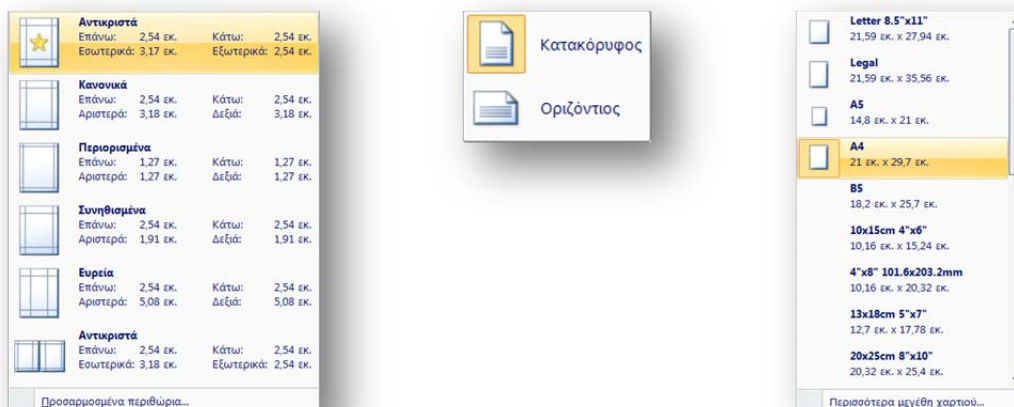 Αντικριστά
Επάνω: 2,54 εκ. Κάτω: 2,54 εκ.
Εσωτερικά: 3,17 εκ. Εξωτερικά: 2,54 εκ.
Κανονικά
Επάνω: 2,54 εκ. Κάτω: 2,54 εκ.
Αριστερά: 3,18 εκ. Δεξιά: 3,18 εκ.
Περιορισμένα
Επάνω: 1,27 εκ. Κάτω: 1,27 εκ.
Αριστερά: 1,27 εκ. Δεξιά: 1,27 εκ.
Συνηθισμένα
Επάνω: 2,54 εκ. Κάτω: 2,54 εκ.
Αριστερά: 1,91 εκ. Δεξιά: 1,91 εκ.
Ευρεία
Επάνω: 2,54 εκ. Κάτω: 2,54 εκ.
Αριστερά: 5,08 εκ. Δεξιά: 5,08 εκ.
Αντικριστά
Επάνω: 2,54 εκ. Κάτω: 2,54 εκ.
Εσωτερικά: 3,18 εκ. Εξωτερικά: 2,54 εκ.
Προσαρμοσμένα περιθώρια...
Κατακόρυφος
Οριζόντιος
Letter 8.5"x11"
21,59 εκ. x 27,94 εκ.
Legal
21,59 εκ. x 35,56 εκ.
A5
14,8 εκ. x 21 εκ.
A4
21 εκ. x 29,7 εκ.
B5
18,2 εκ. x 25,7 εκ.
10x15cm 4"x6"
10,16 εκ. x 15,24 εκ.
4"x8" 101.6x203.2mm
10,16 εκ. x 20,32 εκ.
13x18cm 5"x7"
12,7 εκ. x 17,78 εκ.
20x25cm 8"x10"
20,32 εκ. x 25,4 εκ.
Περισσότερα μεγέθη χαρτιού...